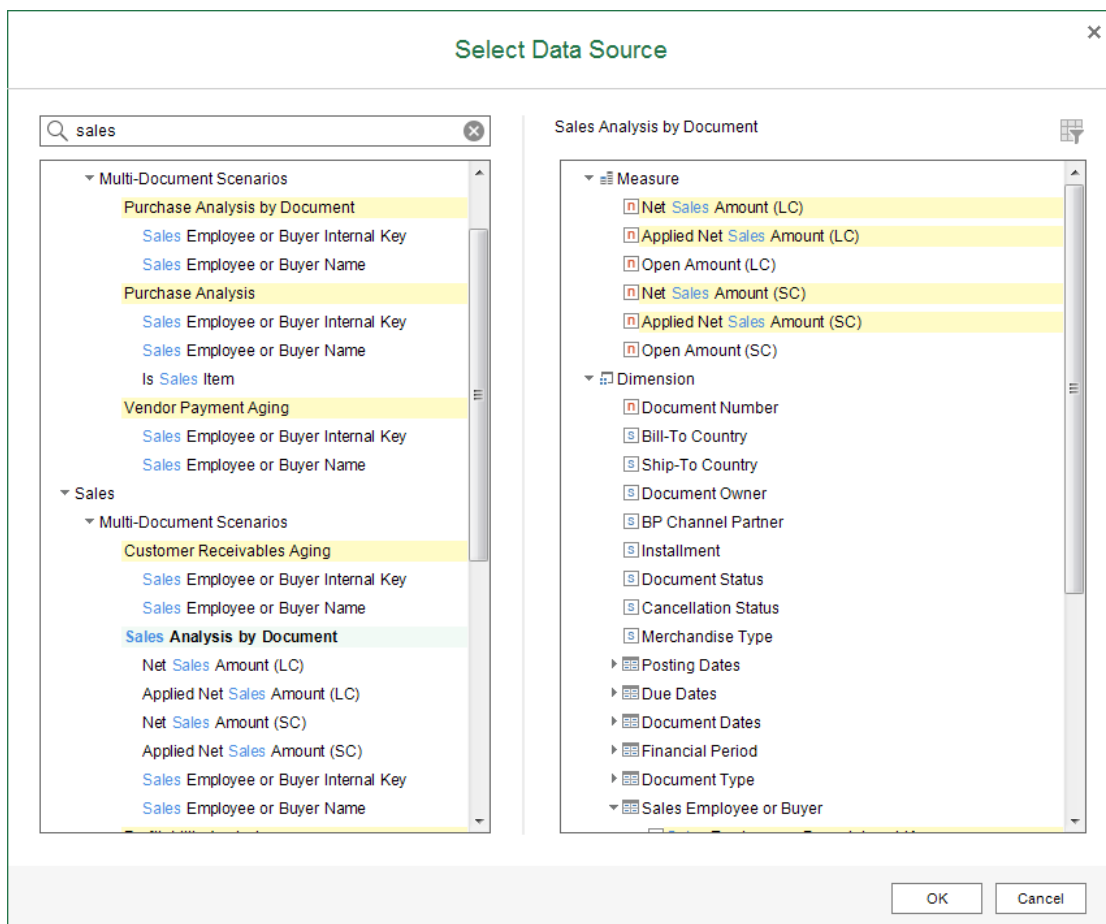 Select Data Source
sales
Multi-Document Scenarios
Purchase Analysis by Document
Sales Employee or Buyer Internal Key
Sales Employee or Buyer Name
Purchase Analysis
Sales Employee or Buyer Internal Key
Sales Employee or Buyer Name
Is Sales Item
Vendor Payment Aging
Sales Employee or Buyer Internal Key
Sales Employee or Buyer Name
Sales
Multi-Document Scenarios
Customer Receivables Aging
Sales Employee or Buyer Internal Key
Sales Employee or Buyer Name
Sales Analysis by Document
Net Sales Amount (LC)
Applied Net Sales Amount (LC)
Net Sales Amount (SC)
Applied Net Sales Amount (SC)
Sales Employee or Buyer Internal Key
Sales Employee or Buyer Name
Sales Analysis by Document
Measure
n Net Sales Amount (LC)
n Applied Net Sales Amount (LC)
n Open Amount (LC)
n Net Sales Amount (SC)
n Applied Net Sales Amount (SC)
n Open Amount (SC)
Dimension
n Document Number
S Bill-To Country
S Ship-To Country
S Document Owner
S BP Channel Partner
S Installment
S Document Status
S Cancellation Status
S Merchandise Type
Posting Dates
Due Dates
Document Dates
Financial Period
Document Type
Sales Employee or Buyer
OK
Cancel